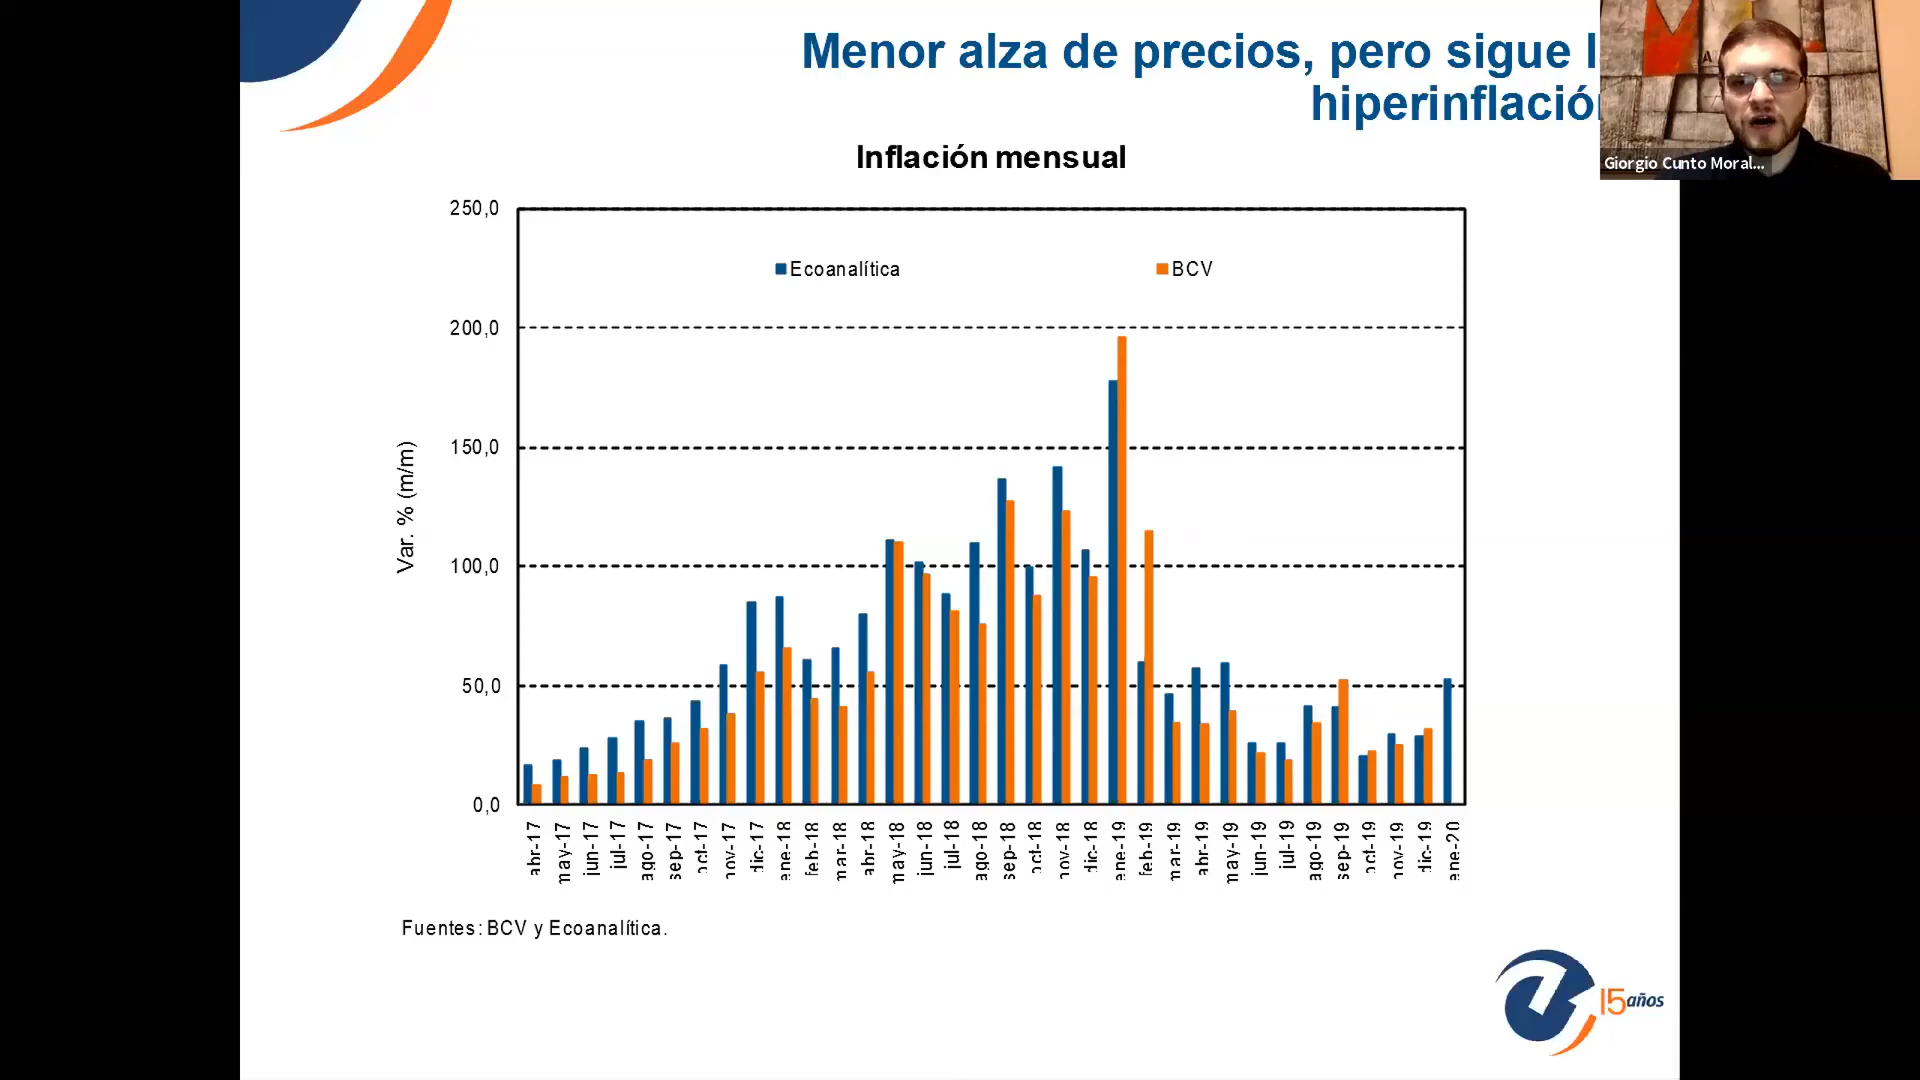 Menor alza de precios, pero sigue
hiperinflació
Giorgio Cunto Moral...
Inflación mensual
250,0
Ecoanalítica
BCV
200,0
150,0
Var. % (m/m)
100,0
50,0
0,0
abr-17
may-17
jun-17
jul-17
ago-17
sep-17
oct-17
nov-17
dic-17
ene-18
feb-18
mar-18
abr-18
may-18
jun-18
jul-18
ago-18
sep-18
oct-18
nov-18
dic-18
ene-19
feb-19
mar-19
abr-19
may-19
jun-19
jul-19
ago-19
sep-19
oct-19
nov-19
dic-19
ene-20
Fuentes: BCV y Ecoanalítica.
15 años